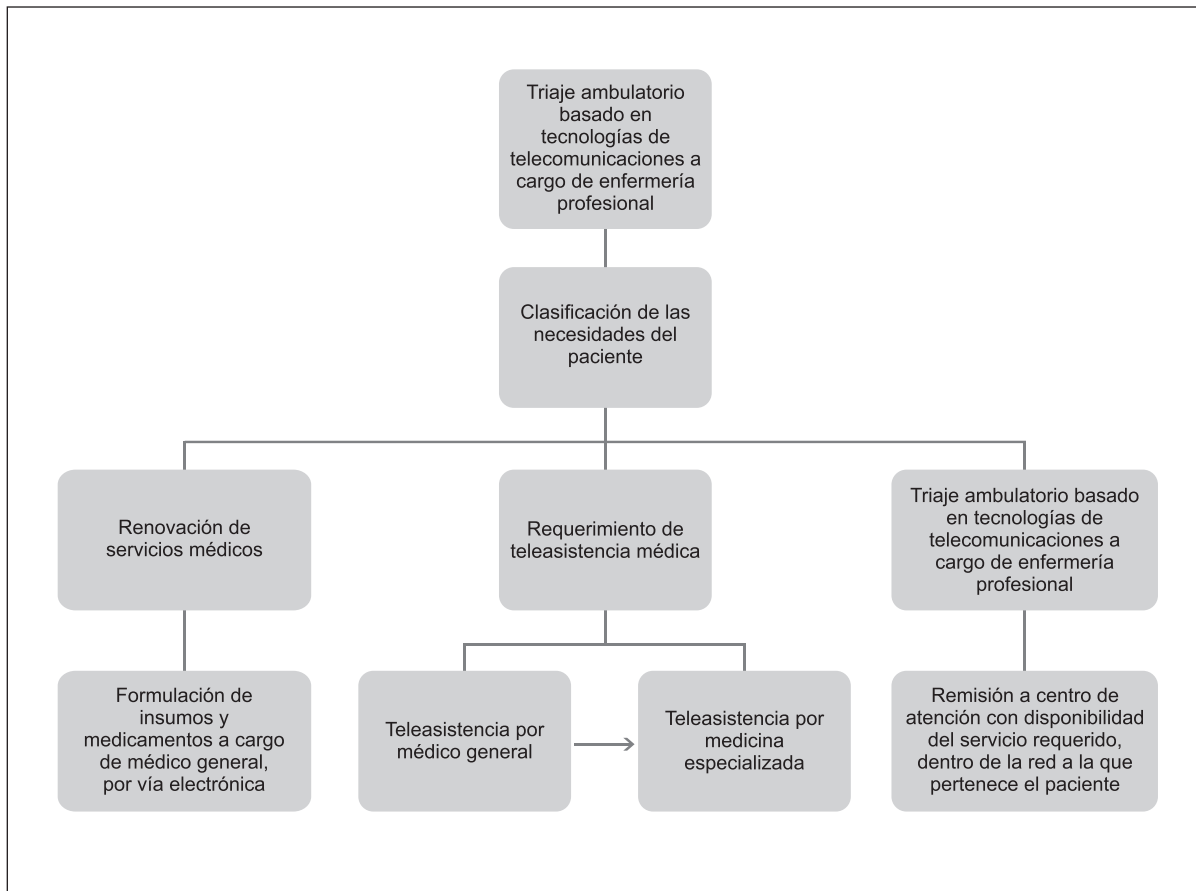 Triaje ambulatorio
basado en
tecnologías de
telecomunicaciones a
cargo de enfermería
profesional
Clasificación de las
necesidades del
paciente
Renovación de
servicios médicos
Requerimiento de
teleasistencia médica
Triaje ambulatorio basado
en tecnologías de
telecomunicaciones a
cargo de enfermería
profesional
Formulación de
insumos y
medicamentos a cargo
de médico general,
por vía electrónica
Teleasistencia por
médico general
Teleasistencia por
medicina
especializada
Remisión a centro de
atención con disponibilidad
del servicio requerido,
dentro de la red a la que
pertenece el paciente